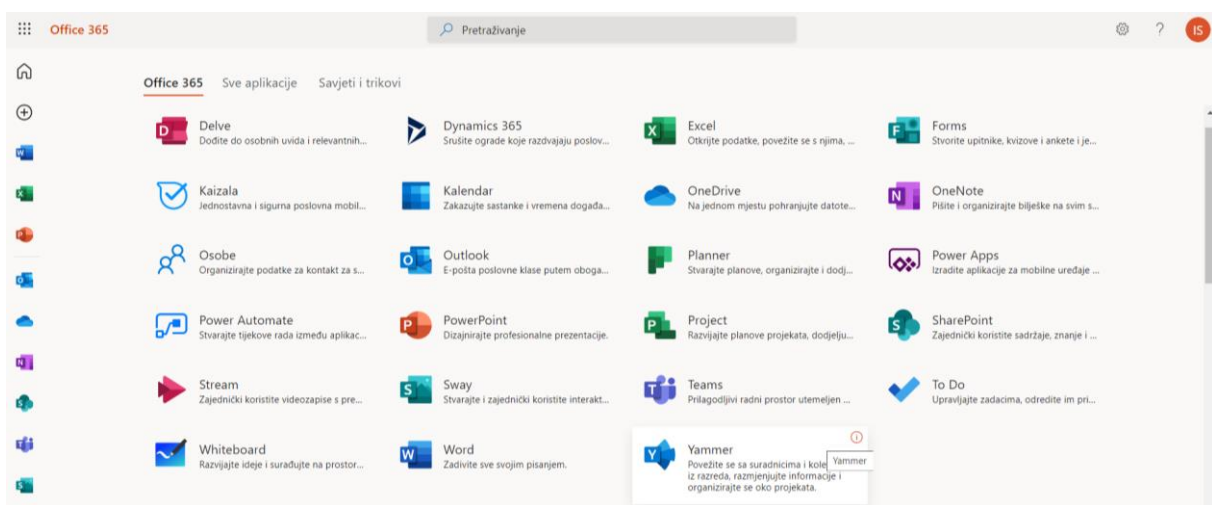 Office 365
Pretraživanje
?
IS
Office 365 Sve aplikacije Savjeti i trikovi
Delve
Dođite do osobnih uvida i relevantnih...
Dynamics 365
Srušite ograde koje razdvajaju poslov...
Excel
Otkrijte podatke, povežite se s njima, ...
Forms
Stvorite upitnike, kvizove i ankete i je...
Kaizala
Jednostavna i sigurna poslovna mobil...
Kalendar
Zakazujte sastanke i vremena događa...
OneDrive
Na jednom mjestu pohranjujte datote...
OneNote
Pišite i organizirajte bilješke na svim s...
Osobe
Organizirajte podatke za kontakt za s...
Outlook
E-pošta poslovne klase putem oboga...
Planner
Stvarajte planove, organizirajte i dodj...
Power Apps
Izradite aplikacije za mobilne uređaje ...
Power Automate
Stvarajte tijekove rada između aplikac...
PowerPoint
Dizajnirajte profesionalne prezentacije.
Project
Razvijajte planove projekata, dodjelju...
SharePoint
Zajednički koristite sadržaje, znanje i ...
Stream
Zajednički koristite videozapise s pre...
Sway
Stvarajte i zajednički koristite interakt...
Teams
Prilagodljivi radni prostor utemeljen ...
To Do
Upravljajte zadacima, odredite im pri...
Whiteboard
Razvijajte ideje i surađujte na prostor...
Word
Zadivite sve svojim pisanjem.
Yammer
Povežite se sa suradnicima i kole
iz razreda, razmjenjujte informacije i
organizirajte se oko projekata.
Yammer